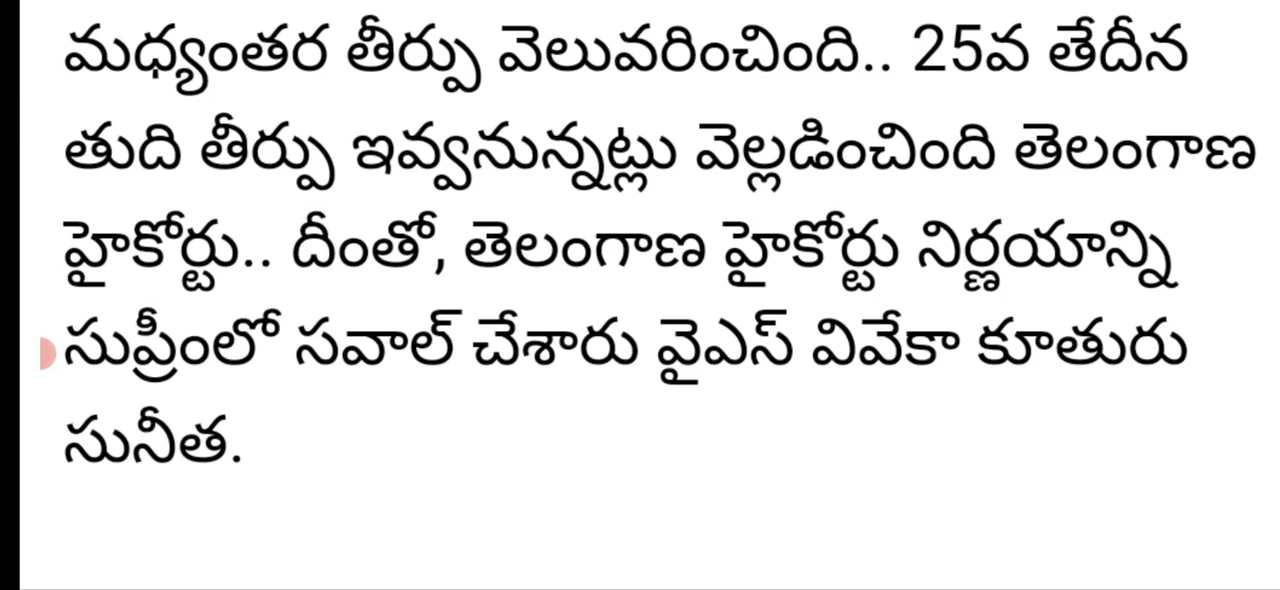 మధ్యంతర తీర్పు వెలువరించింది.. 25వ తేదీన
తుది తీర్పు ఇవ్వనున్నట్లు వెల్లడించింది తెలంగాణ
హైకోర్టు.. దీంతో, తెలంగాణ హైకోర్టు నిర్ణయాన్ని
సుప్రీంలో సవాల్ చేశారు వైఎస్ వివేకా కూతురు
సునీత.